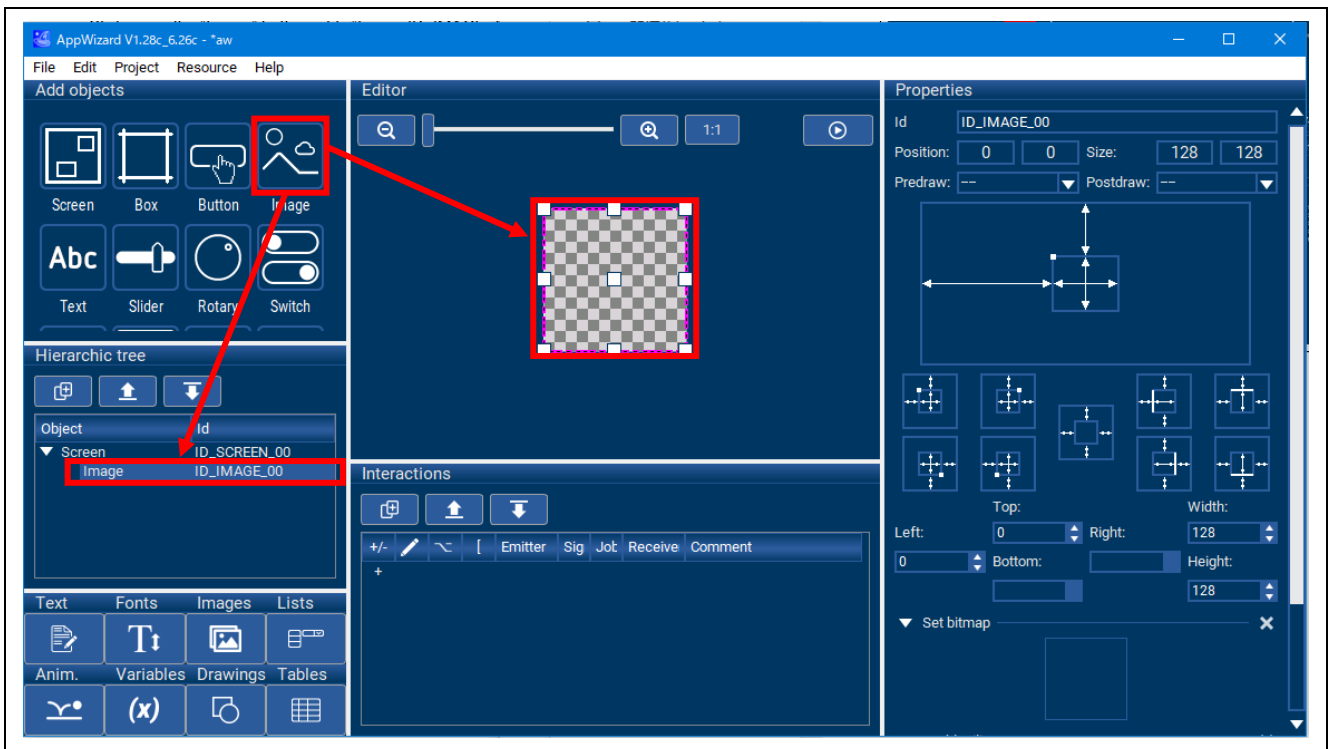 AppWizard V1.28c_6.26c - *aw
File Edit Project Resource Help
Add objects
Screen Box Button Image
Abc
Text Slider Rotary Switch
Hierarchic tree
Object Id
Screen ID_SCREEN_00
Image ID_IMAGE_00
Text Fonts Images Lists
Anim. Variables Drawings Tables
(x)
Editor
1:1
Interactions
+/- [ Emitter Sig Job Receive Comment
+
Properties
Id ID_IMAGE_00
Position: 0 0 Size: 128 128
Predraw: -- Postdraw: --
Top: Width:
Left: 0 Right: 128
0 Bottom: Height:
128
Set bitmap